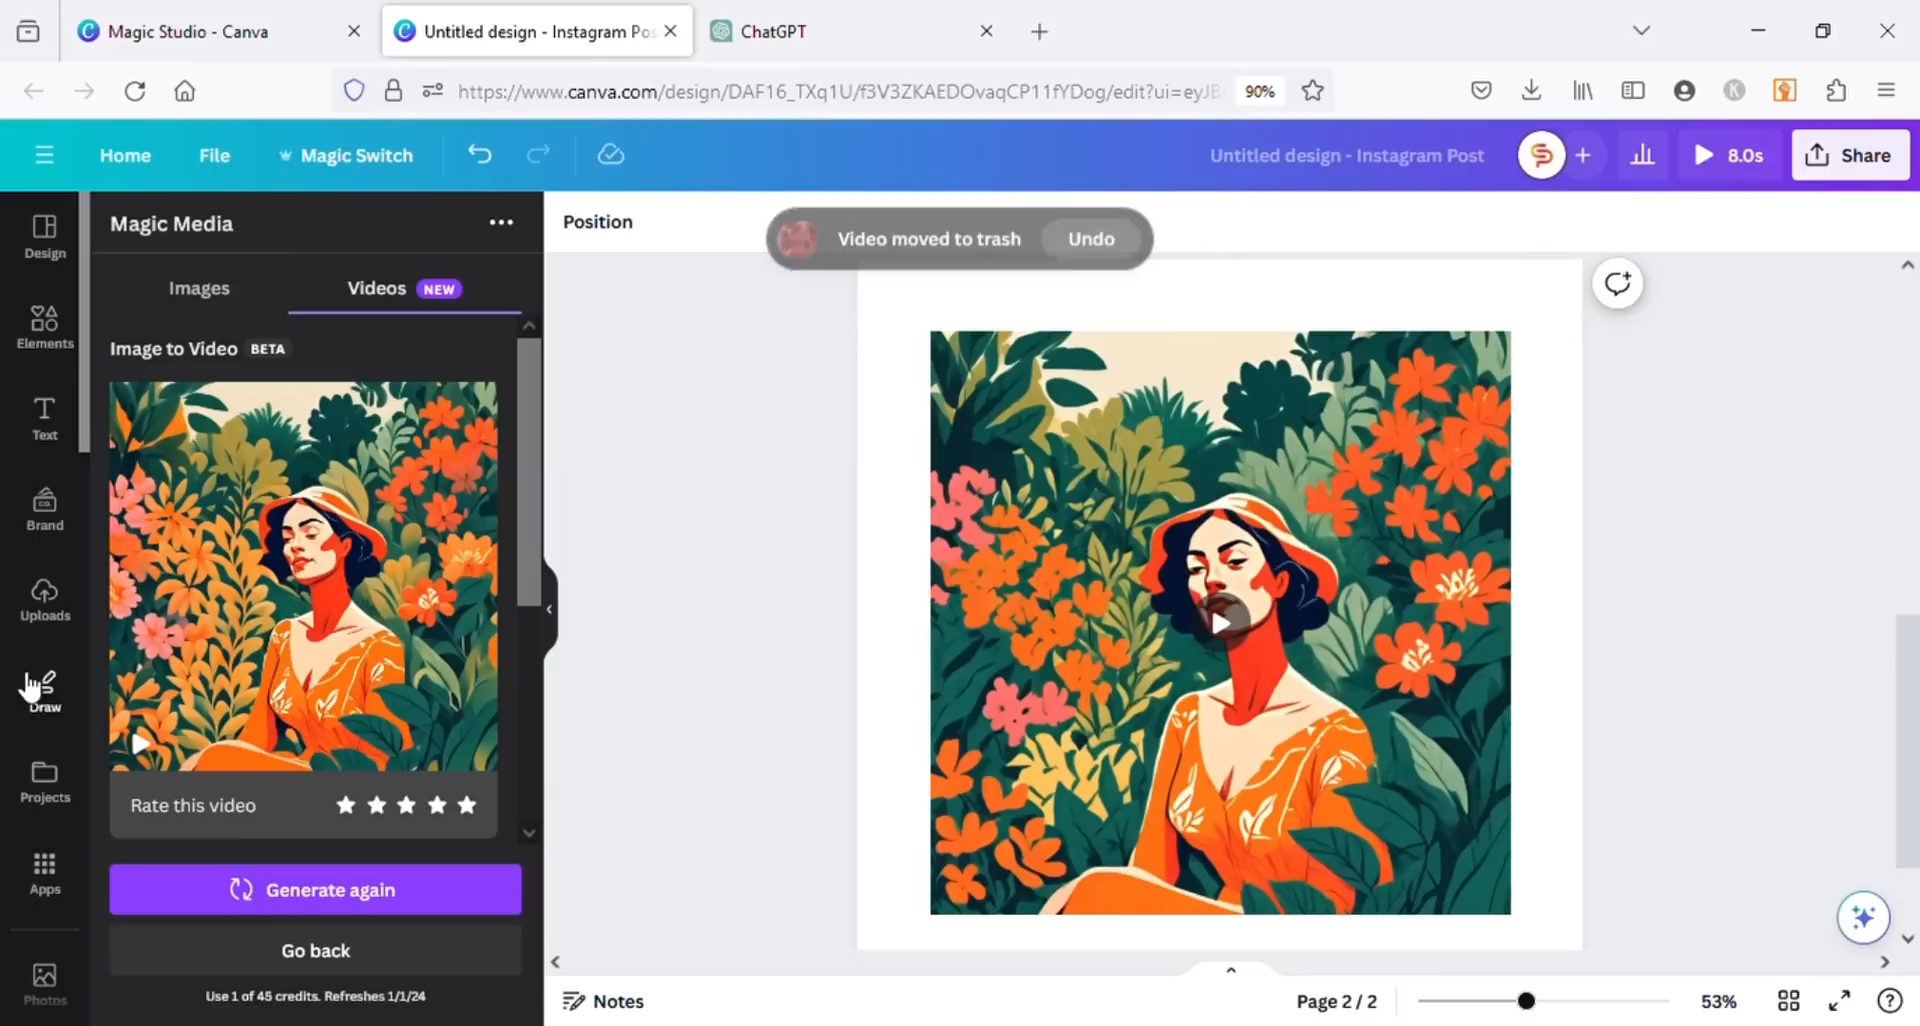 Magic Studio - Canva
Untitled design - Instagram Pos
ChatGPT
https://www.canva.com/design/DAF16_TXq1U/f3V3ZKAEDOvaqCP11fYDog/edit?ui=eyJB
90%
Home
File
Magic Switch
Untitled design - Instagram Post
8.0s
Share
Design
Elements
Text
Brand
Uploads
Draw
Projects
Apps
Photos
Magic Media
Images
Videos NEW
Image to Video BETA
Rate this video
Generate again
Go back
Use 1 of 45 credits. Refreshes 1/1/24
Position
Video moved to trash
Undo
Notes
Page 2 / 2
53%